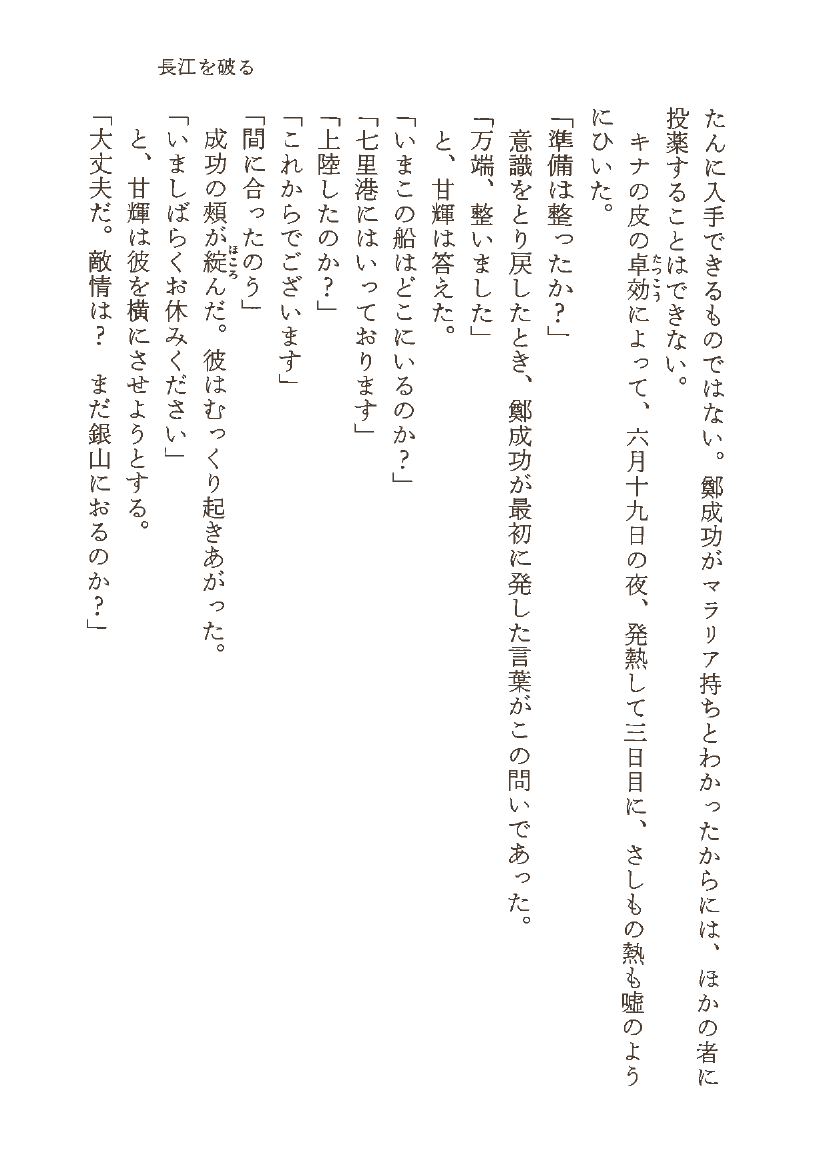 長江を破る
たんに入手できるものではない。鄭成功がマラリア持ちとわかったからには、ほかの者に
投薬することはできない。
キナの皮の卓効によって、六月十九日の夜、発熱して三日目に、さしもの熱も嘘のよう
たっこう
にひいた。
「準備は整ったか?」
意識をとり戻したとき、鄭成功が最初に発した言葉がこの問いであった。
「万端、整いました」
と、甘輝は答えた。
「いまこの船はどこにいるのか?」
「七里港にはいっております」
「上陸したのか?」
「これからでございます」
「間に合ったのう」
成功の頰が綻んだ。彼はむっくり起きあがった。
ほころ
「いましばらくお休みください」
と、甘輝は彼を横にさせようとする。
「大丈夫だ。敵情は? まだ銀山におるのか?」